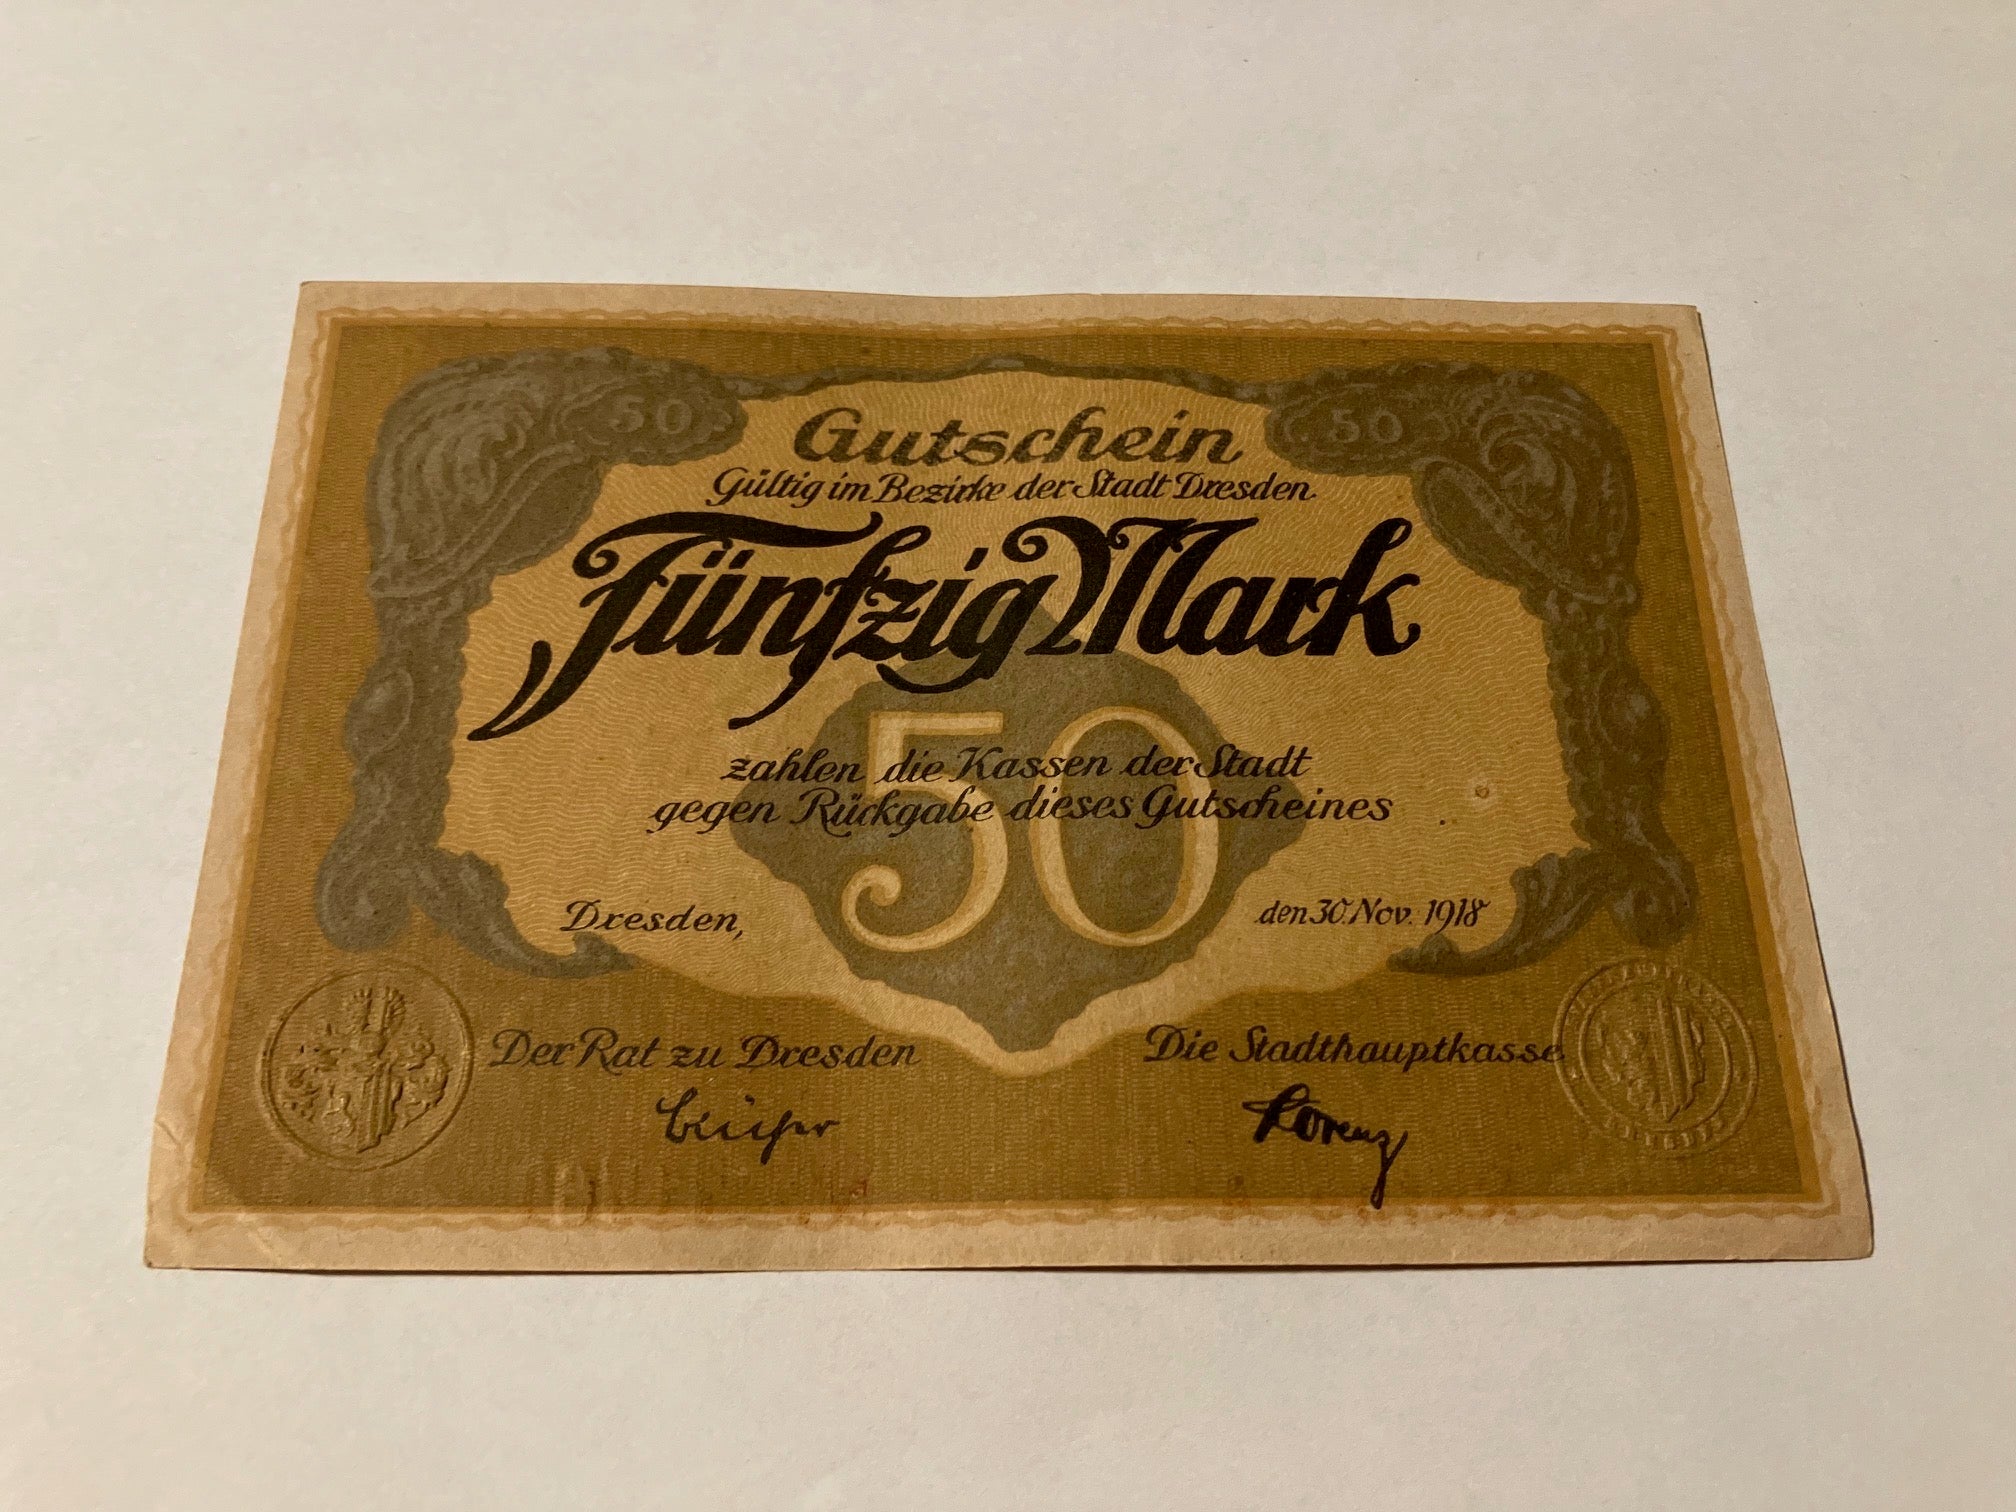 50
50
Gutschein
Gültig im Bezirke der Stadt Dresden.
Fünfzig Mark
50
zahlen die Kassen der Stadt
gegen Rückgabe dieses Gutscheines
Dresden, den 30. Nov. 1918
Der Rat zu Dresden Die Stadthauptkasse
Lorenz